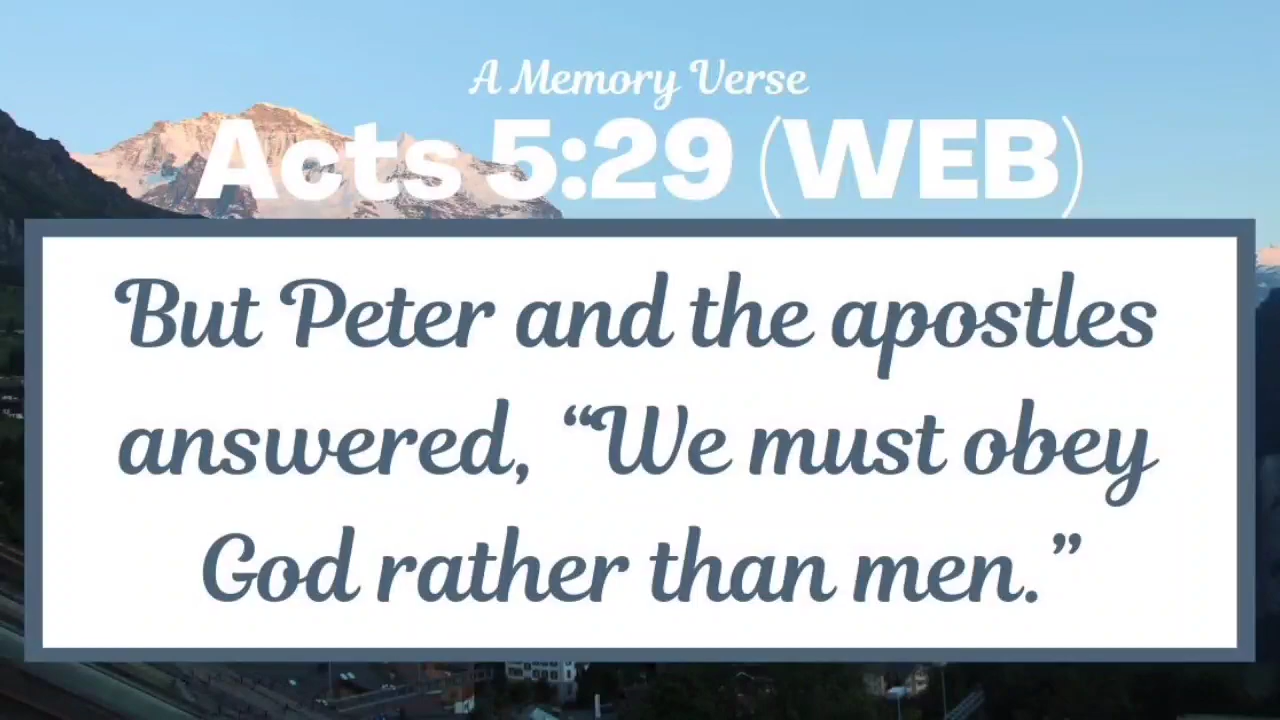 A Memory Verse
Acts 5:29 (WEB)
But Peter and the apostles
answered, “We must obey
God rather than men.”